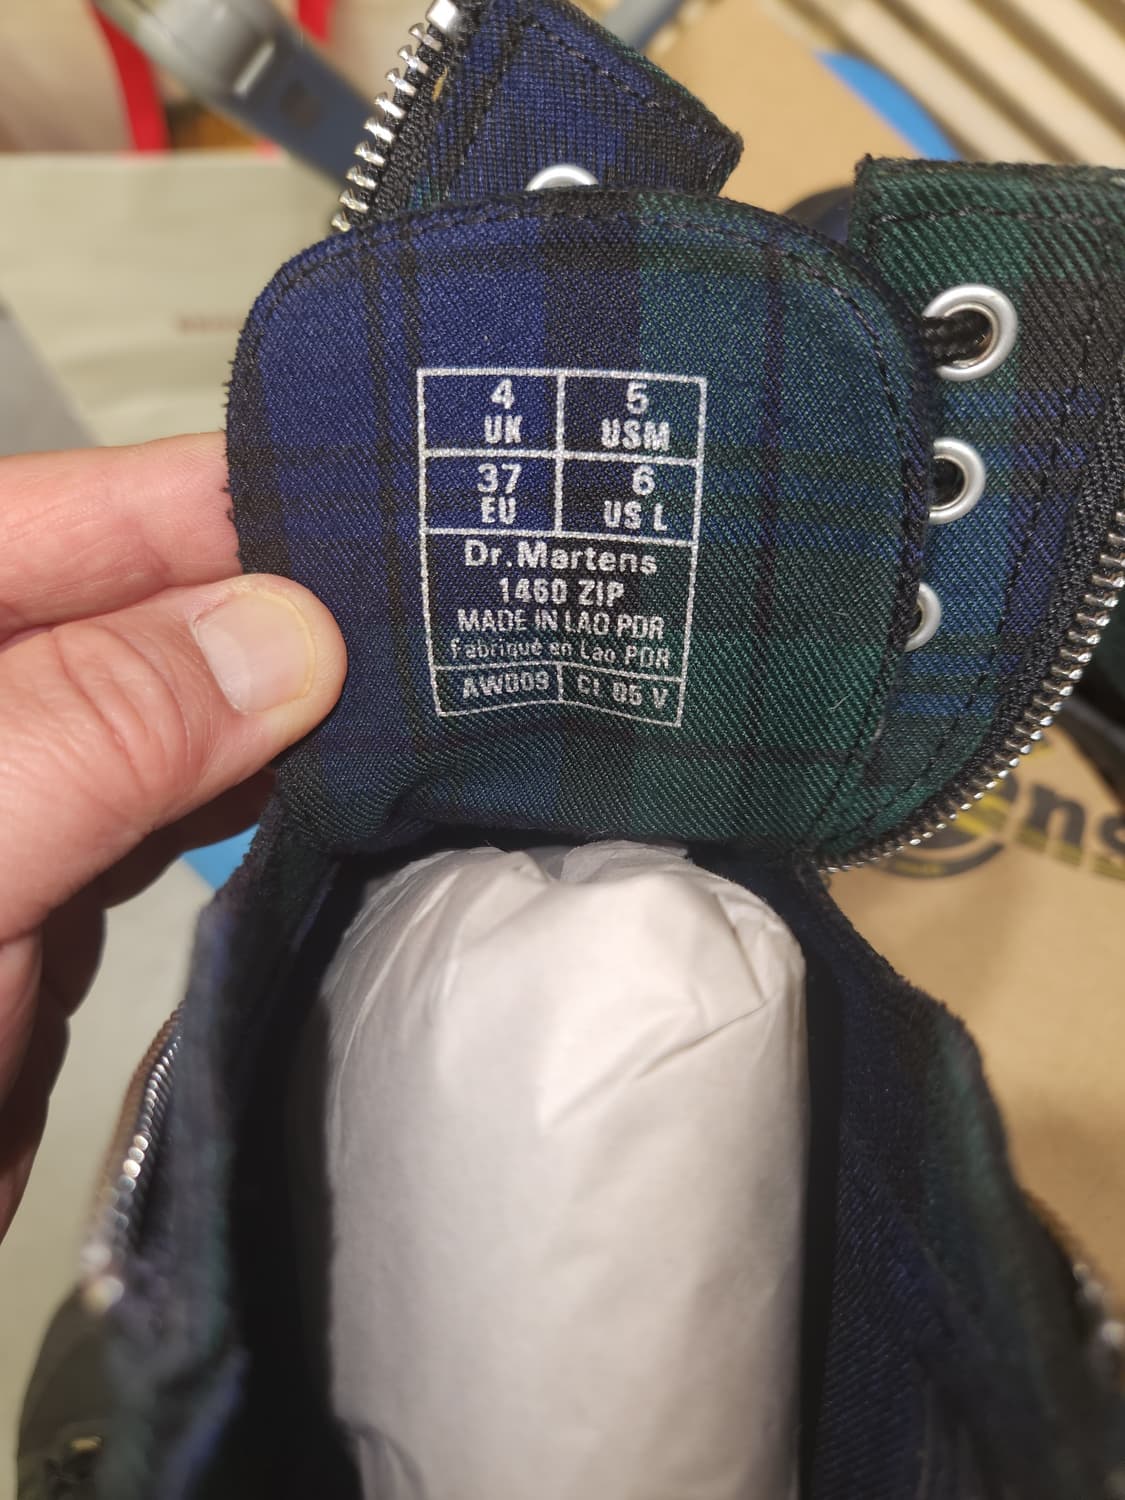 4 UK
5 USM
37 EU
6 US L
Dr.Martens
1460 ZIP
MADE IN LAO PDR
Fabriqué en Lao PDR
AW009
CI 05 V
ens